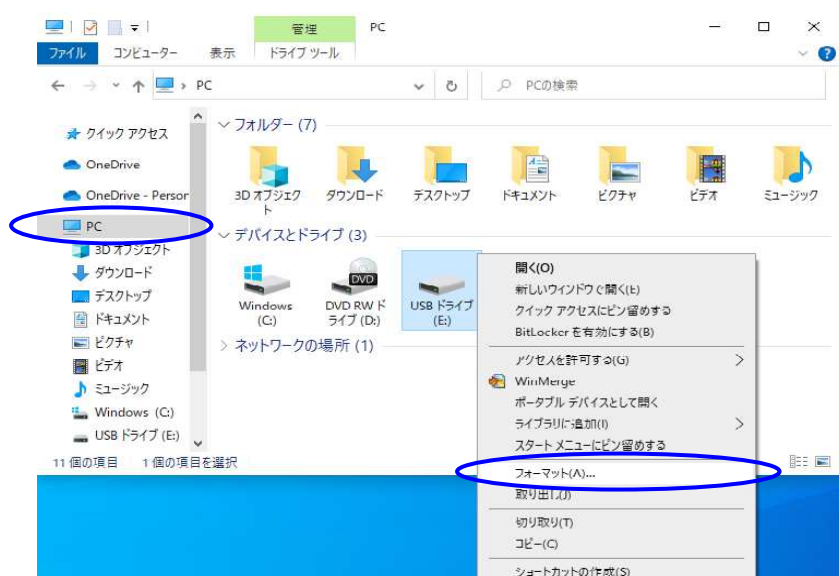 管理
PC
ファイル
コンピューター
表示
ドライブ ツール
PC
PCの検索
クイック アクセス
OneDrive
OneDrive - Person
PC
3D オブジェクト
ダウンロード
デスクトップ
ドキュメント
ピクチャ
ビデオ
ミュージック
Windows (C:)
USB ドライブ (E:)
フォルダー (7)
3D オブジェク
ト
ダウンロード
デスクトップ
ドキュメント
ピクチャ
ビデオ
ミュージック
デバイスとドライブ (3)
Windows
(C:)
DVD
DVD RW ド
ライブ (D:)
USB ドライブ
(E:)
ネットワークの場所 (1)
開く(O)
新しいウィンドウで開く(E)
クイック アクセスにピン留めする
BitLocker を有効にする(B)
アクセスを許可する(G)
WinMerge
ポータブル デバイスとして開く
ライブラリに追加(I)
スタート メニューにピン留めする
フォーマット(A)...
取り出し(J)
切り取り(T)
コピー(C)
ショートカットの作成(S)
11 個の項目
1 個の項目を選択